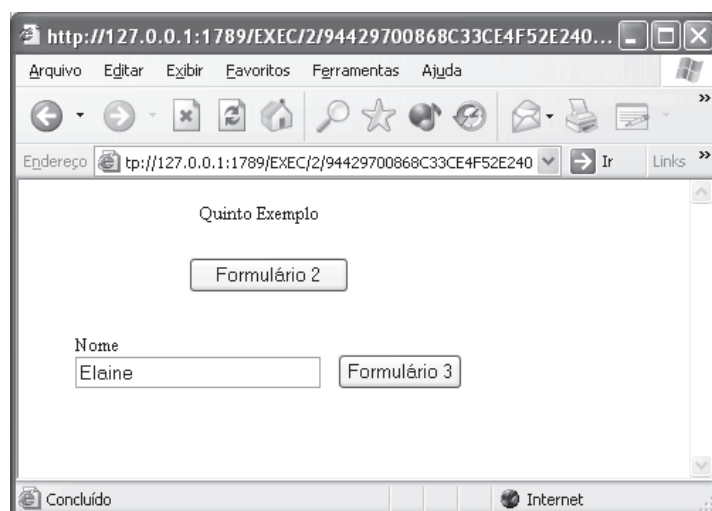 http://127.0.0.1:1789/EXEC/2/94429700868C33CE4F52E240...
Arquivo Editar Exibir Favoritos Ferramentas Ajuda
Endereço tp://127.0.0.1:1789/EXEC/2/94429700868C33CE4F52E240 Ir Links »
Quinto Exemplo
Formulário 2
Nome
Elaine Formulário 3
Concluído Internet